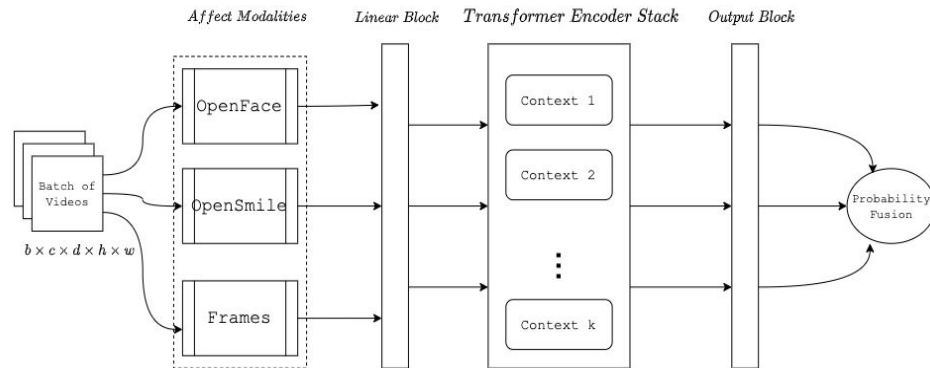 Affect Modalities
Linear Block
Transformer Encoder Stack
Output Block
OpenFace
OpenSmile
Frames
Batch of
Videos
b × c × d × h × w
Context 1
Context 2
⋮
Context k
Probability
Fusion